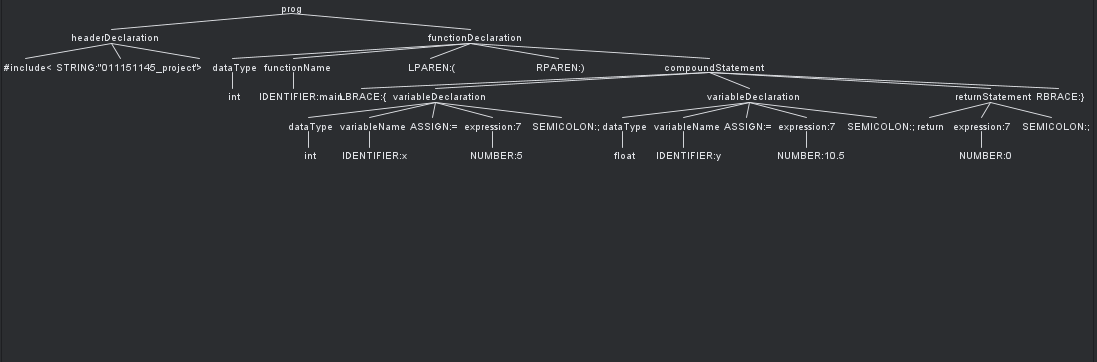 prog
headerDeclaration functionDeclaration
#include< STRING:"011151145_project"> dataType functionName LPAREN:( RPAREN:) compoundStatement
int IDENTIFIER:main LBRACE:{ variableDeclaration variableDeclaration returnStatement RBRACE:}
dataType variableName ASSIGN:= expression:7 SEMICOLON:; dataType variableName ASSIGN:= expression:7 SEMICOLON:; return expression:7 SEMICOLON:;
int IDENTIFIER:x NUMBER:5 float IDENTIFIER:y NUMBER:10.5 NUMBER:0